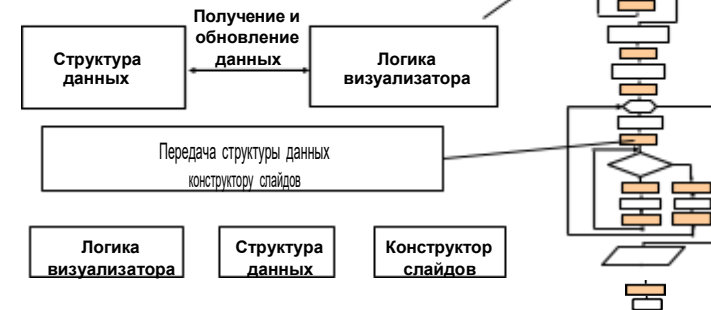 Получение и
обновление
данных
Структура
данных
Логика
визуализатора
Передача структуры данных
конструктору слайдов
Логика
визуализатора
Структура
данных
Конструктор
слайдов